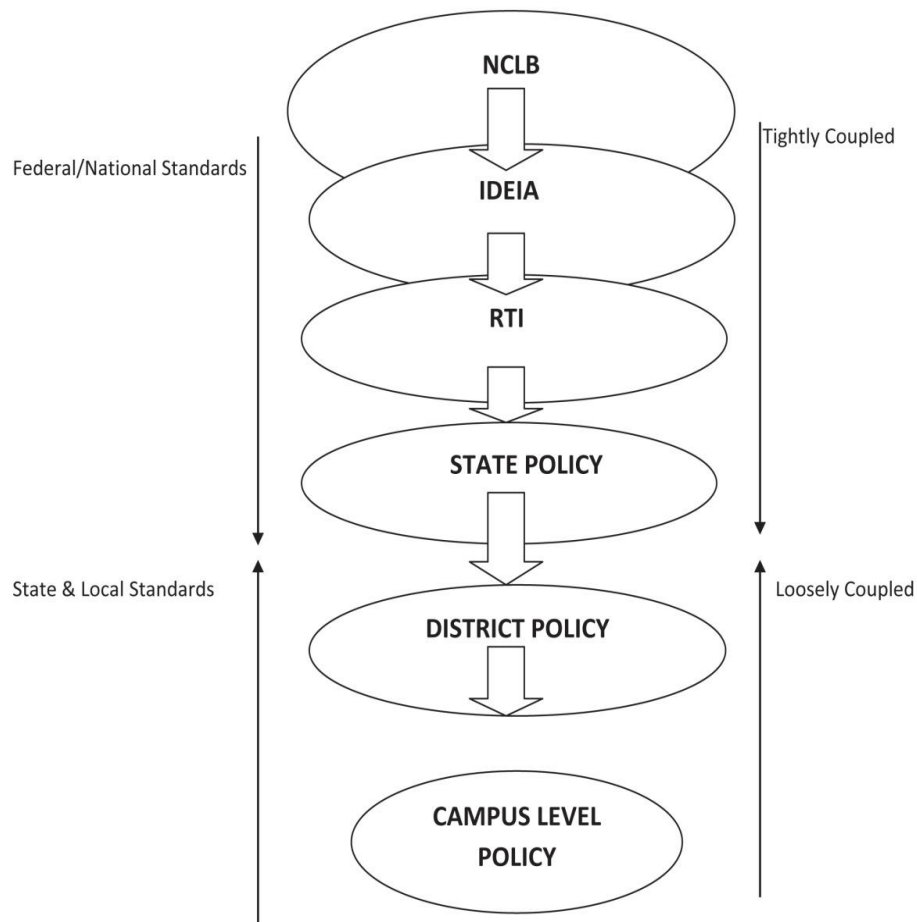 NCLB
Tightly Coupled
Federal/National Standards
IDEIA
RTI
STATE POLICY
State & Local Standards
Loosely Coupled
DISTRICT POLICY
CAMPUS LEVEL
POLICY